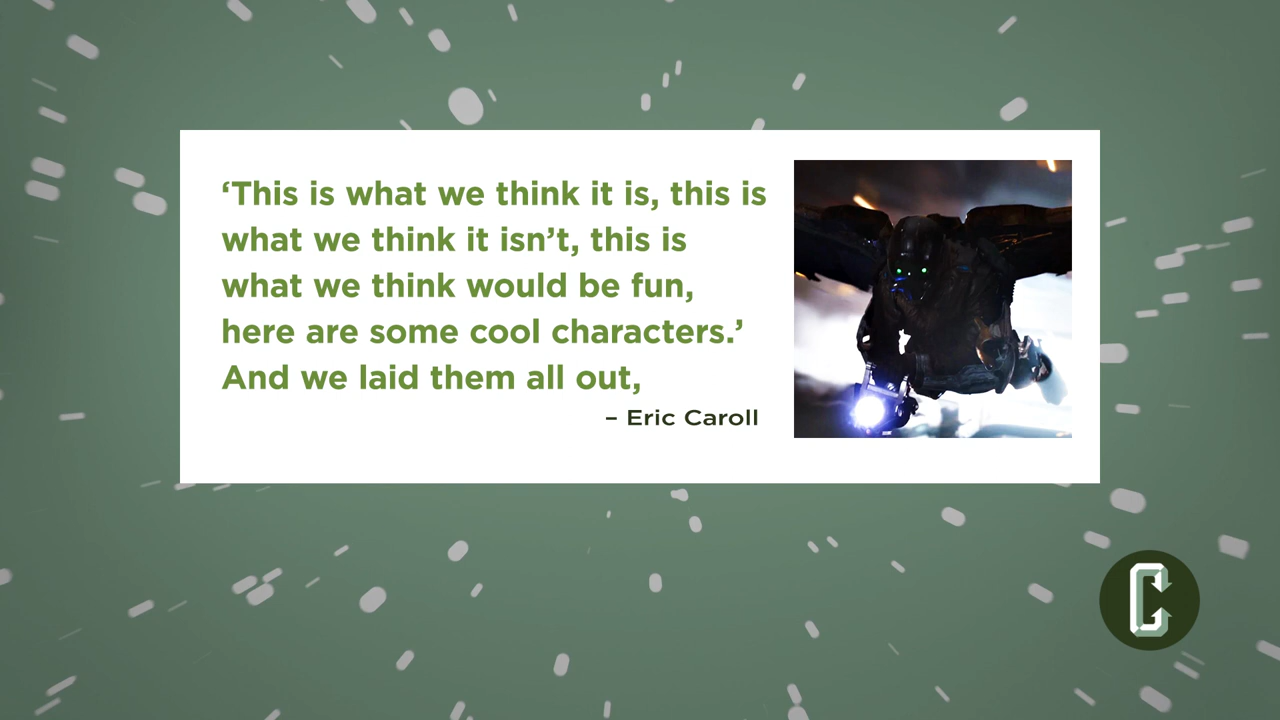 ‘This is what we think it is, this is
what we think it isn’t, this is
what we think would be fun,
here are some cool characters.’
And we laid them all out,
– Eric Caroll
C